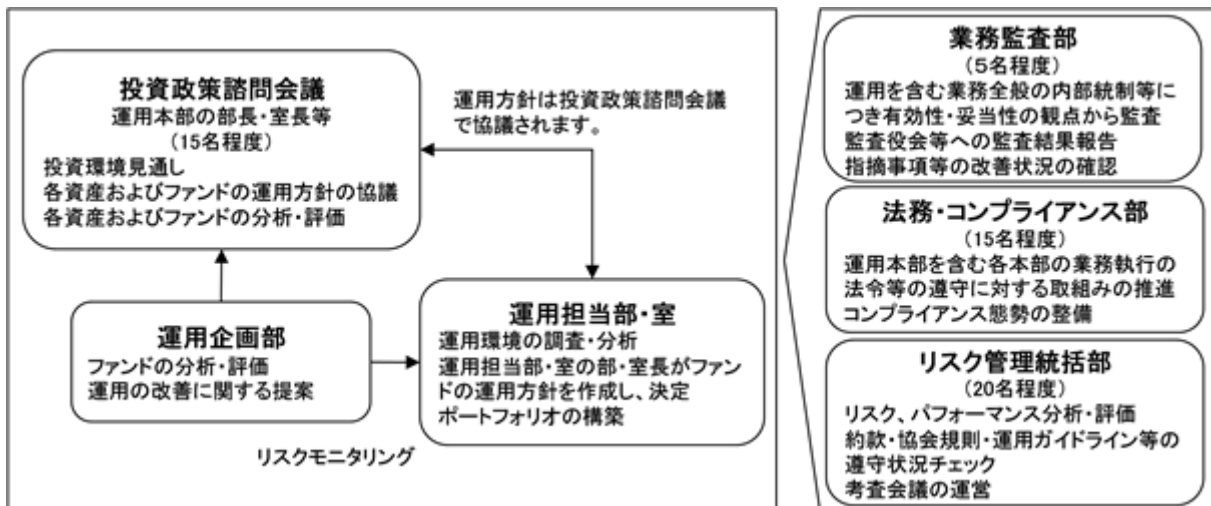 投資政策諮問会議
運用本部の部長・室長等
(15名程度)
投資環境見通し
各資産およびファンドの運用方針の協議
各資産およびファンドの分析・評価
運用方針は投資政策諮問会議
で協議されます。
運用企画部
ファンドの分析・評価
運用の改善に関する提案
運用担当部・室
運用環境の調査・分析
運用担当部・室の部・室長がファン
ドの運用方針を作成し、決定
ポートフォリオの構築
リスクモニタリング
業務監査部
(5名程度)
運用を含む業務全般の内部統制等に
つき有効性・妥当性の観点から監査
監査役会等への監査結果報告
指摘事項等の改善状況の確認
法務・コンプライアンス部
(15名程度)
運用本部を含む各本部の業務執行の
法令等の遵守に対する取組みの推進
コンプライアンス態勢の整備
リスク管理統括部
(20名程度)
リスク、パフォーマンス分析・評価
約款・協会規則・運用ガイドライン等の
遵守状況チェック
考査会議の運営